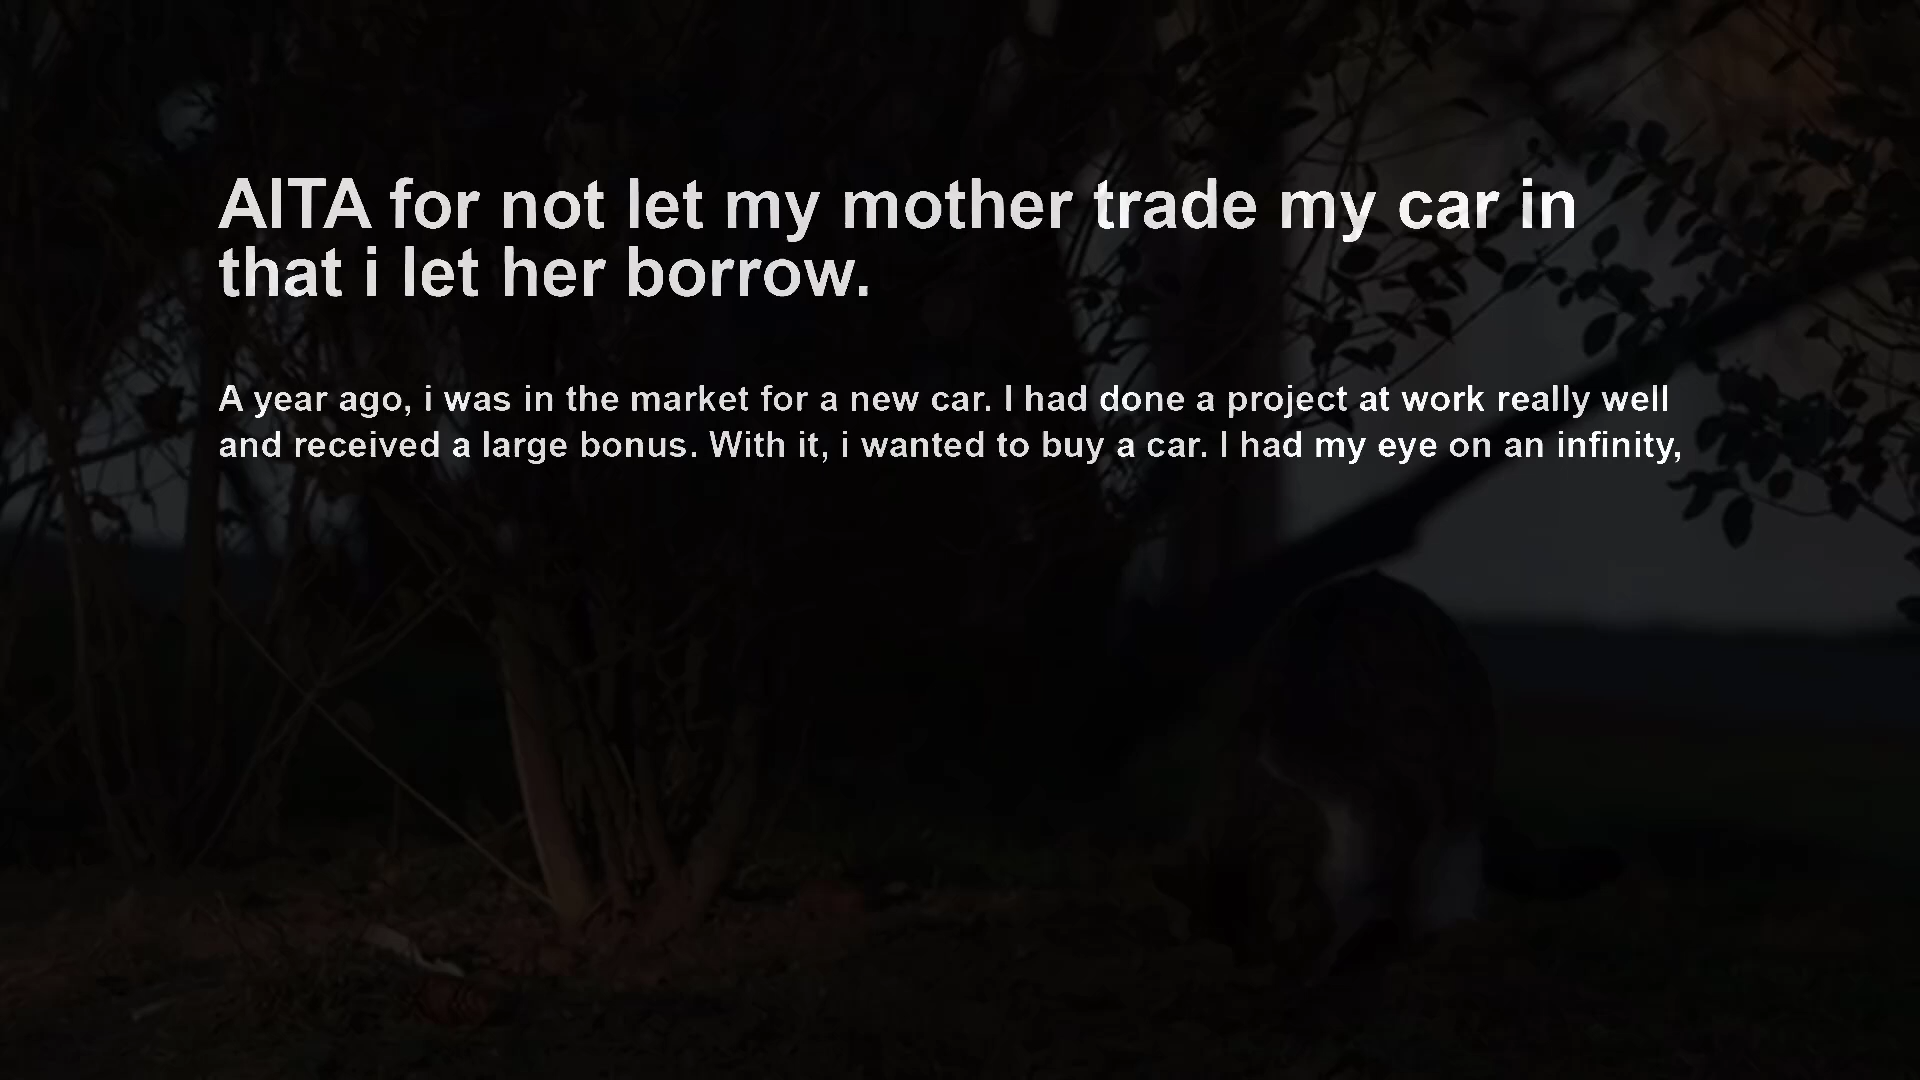 AITA for not let my mother trade my car in
that i let her borrow.
A year ago, i was in the market for a new car. I had done a project at work really well
and received a large bonus. With it, i wanted to buy a car. I had my eye on an infinity,